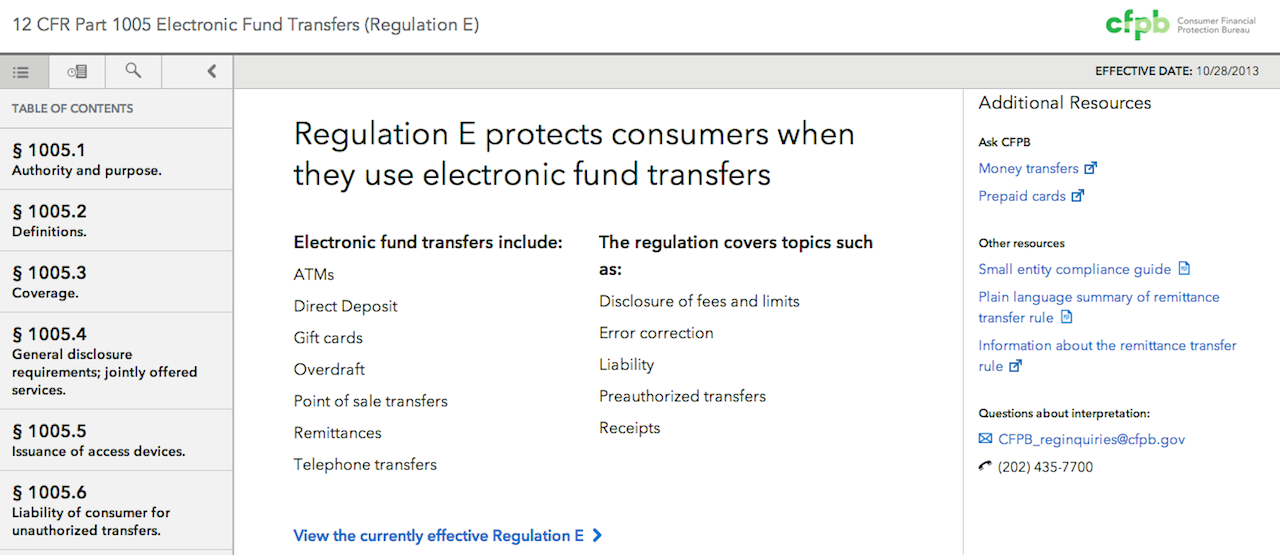 12 CFR Part 1005 Electronic Fund Transfers (Regulation E)
cfpb Consumer Financial
Protection Bureau
EFFECTIVE DATE: 10/28/2013
TABLE OF CONTENTS
§ 1005.1
Authority and purpose.
§ 1005.2
Definitions.
§ 1005.3
Coverage.
§ 1005.4
General disclosure
requirements; jointly offered
services.
§ 1005.5
Issuance of access devices.
§ 1005.6
Liability of consumer for
unauthorized transfers.
Regulation E protects consumers when
they use electronic fund transfers
Electronic fund transfers include:
ATMs
Direct Deposit
Gift cards
Overdraft
Point of sale transfers
Remittances
Telephone transfers
The regulation covers topics such
as:
Disclosure of fees and limits
Error correction
Liability
Preauthorized transfers
Receipts
View the currently effective Regulation E
Additional Resources
Ask CFPB
Money transfers
Prepaid cards
Other resources
Small entity compliance guide
Plain language summary of remittance
transfer rule
Information about the remittance transfer
rule
Questions about interpretation:
CFPB_reginquiries@cfpb.gov
(202) 435-7700